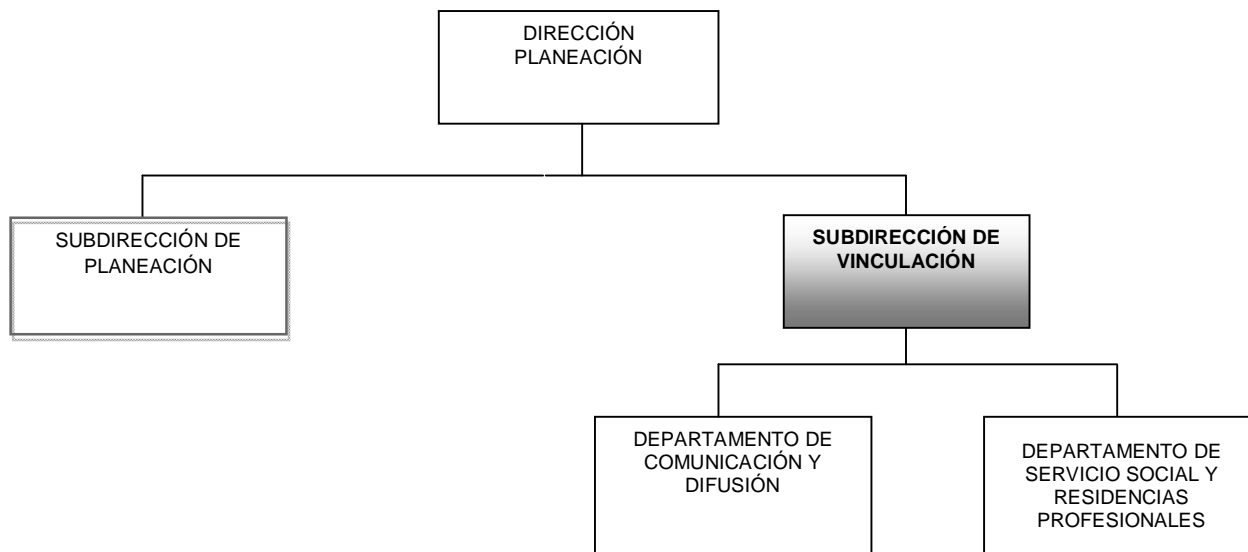 DIRECCIÓN
PLANEACIÓN
SUBDIRECCIÓN DE
PLANEACIÓN
SUBDIRECCIÓN DE
VINCULACIÓN
DEPARTAMENTO DE
COMUNICACIÓN Y
DIFUSIÓN
DEPARTAMENTO DE
SERVICIO SOCIAL Y
RESIDENCIAS
PROFESIONALES